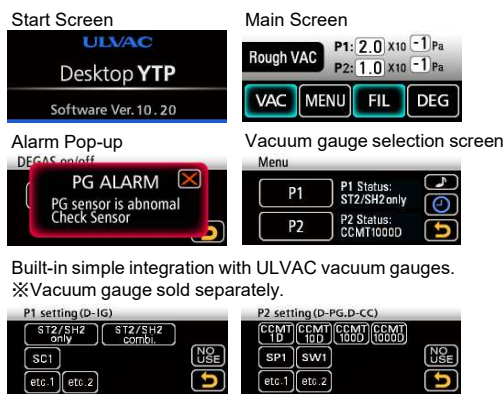 Start Screen
Main Screen
ULVAC
Desktop YTP
Software Ver.10.20
Rough VAC
P1: 2.0 X10 -1 Pa
P2: 1.0 X10 -1 Pa
VAC MENU FIL DEG
Alarm Pop-up
Vacuum gauge selection screen
DEGAS on/off
PG ALARM
PG sensor is abnomal
Check Sensor
Menu
P1
P1 Status:
ST2/SH2only
P2
P2 Status:
CCMT1000D
Built-in simple integration with ULVAC vacuum gauges.
※Vacuum gauge sold separately.
P1 setting(D-IG)
ST2/SH2 only
ST2/SH2 combi.
SC1
NO USE
etc.1 etc.2
P2 setting(D-PG.D-CC)
CCMT 1D
CCMT 10D
CCMT 100D
CCMT 1000D
SP1 SW1
NO USE
etc.1 etc.2